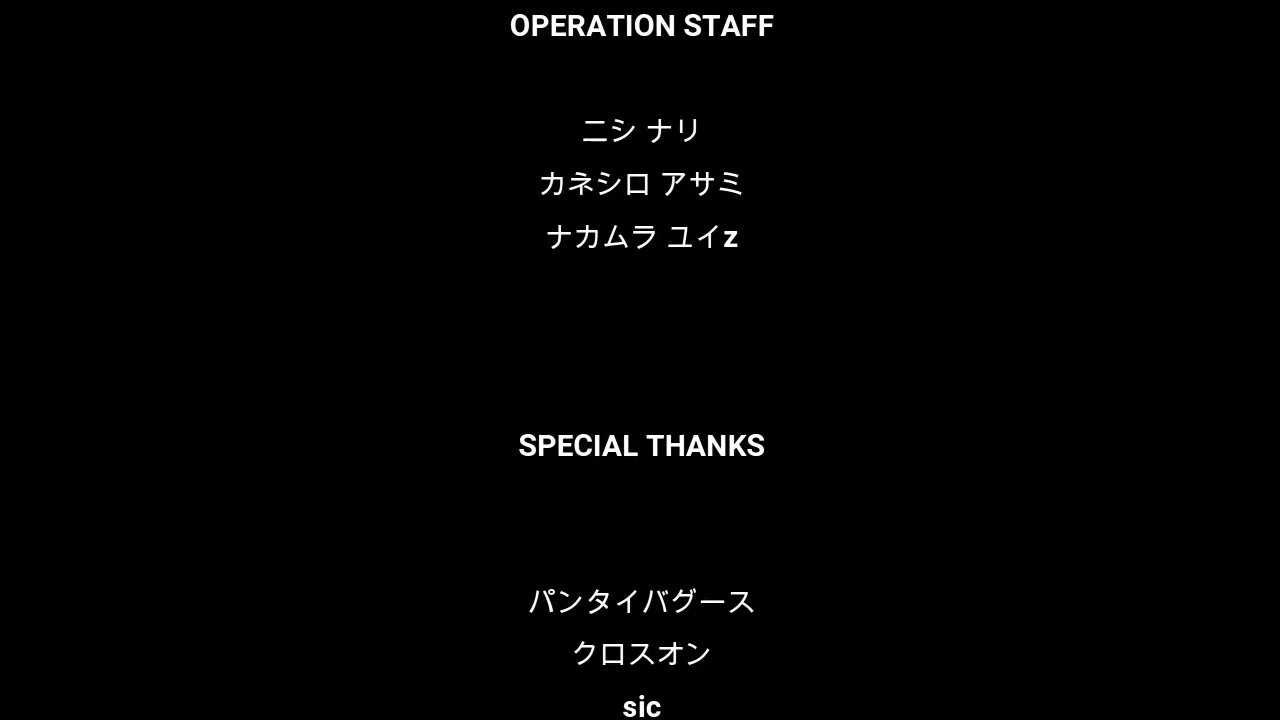 OPERATION STAFF
ニシ ナリ
カネシロ アサミ
ナカムラ ユイz
SPECIAL THANKS
パンタイバグース
クロスオン
sic